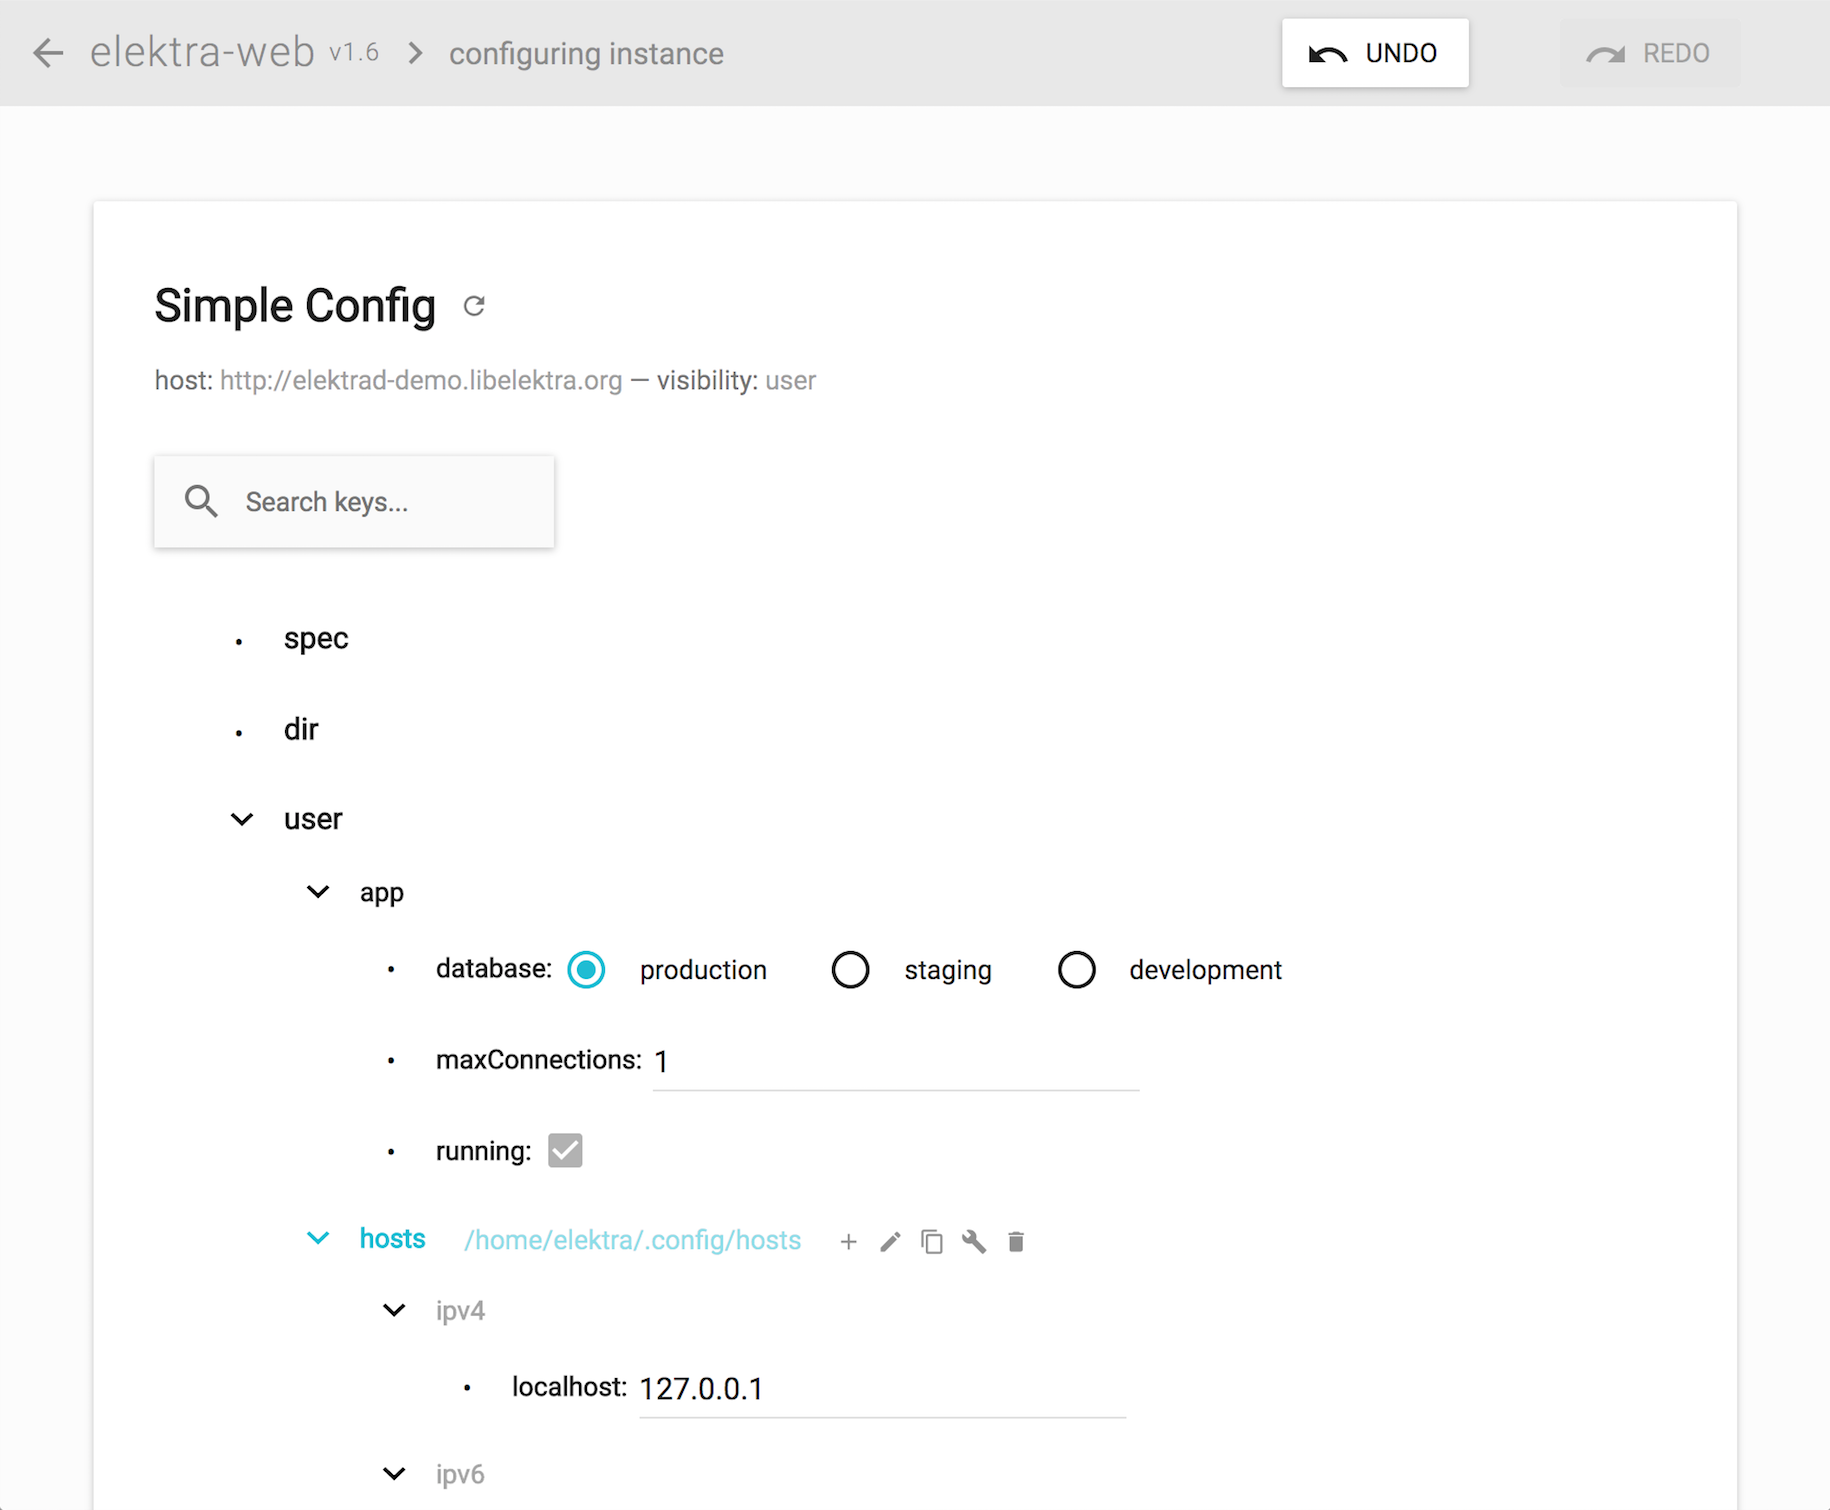 elektra-web v1.6 configuring instance UNDO REDO
Simple Config
host: http://elektrad-demo.libelektra.org — visibility: user
Search keys...
spec
dir
user
app
database: production staging development
maxConnections: 1
running:
hosts /home/elektra/.config/hosts
ipv4
localhost: 127.0.0.1
ipv6